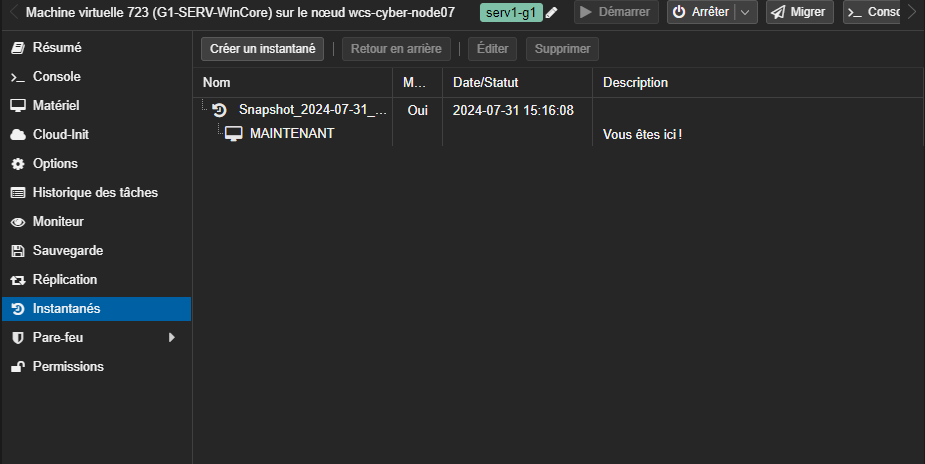 Machine virtuelle 723 (G1-SERV-WinCore) sur le nœud wcs-cyber-node07 serv1-g1 Démarrer Arrêter Migrer Conso
Résumé
Console
Matériel
Cloud-Init
Options
Historique des tâches
Moniteur
Sauvegarde
Réplication
Instantanés
Pare-feu
Permissions
Créer un instantané Retour en arrière Éditer Supprimer
Nom M... Date/Statut Description
Snapshot_2024-07-31_... Oui 2024-07-31 15:16:08
MAINTENANT Vous êtes ici !